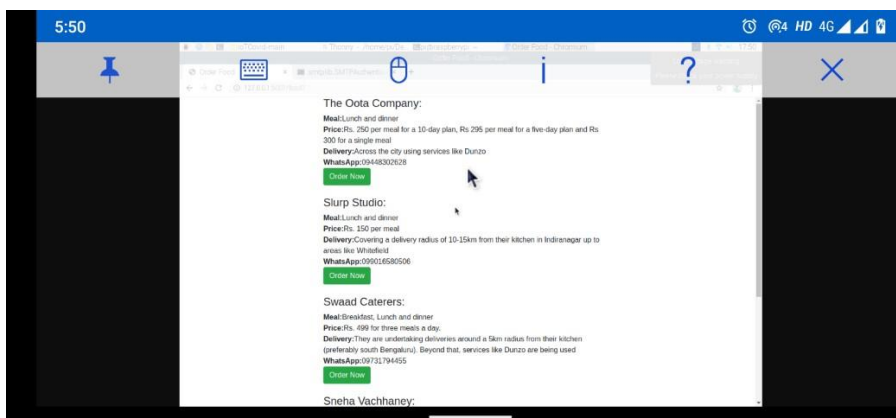 5:50
4 HD 4G
i
?
The Oota Company:
Meal:Lunch and dinner
Price:Rs. 250 per meal for a 10-day plan, Rs 295 per meal for a five-day plan and Rs
300 for a single meal
Delivery:Across the city using services like Dunzo
WhatsApp:09448302628
Order Now
Slurp Studio:
Meal:Lunch and dinner
Price:Rs. 150 per meal
Delivery:Covering a delivery radius of 10-15km from their kitchen in Indiranagar up to
areas like Whitefield
WhatsApp:099016580506
Order Now
Swaad Caterers:
Meal:Breakfast, Lunch and dinner
Price:Rs. 499 for three meals a day.
Delivery:They are undertaking deliveries around a 5km radius from their kitchen
(preferably south Bengaluru). Beyond that, services like Dunzo are being used
WhatsApp:09731794455
Order Now
Sneha Vachhaney: